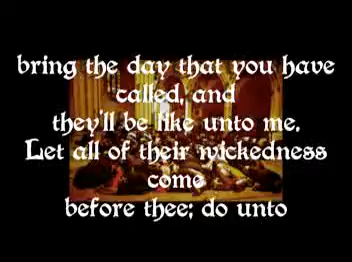 bring the day that you have
called, and
they'll be like unto me.
Let all of their wickedness
come
before thee; do unto